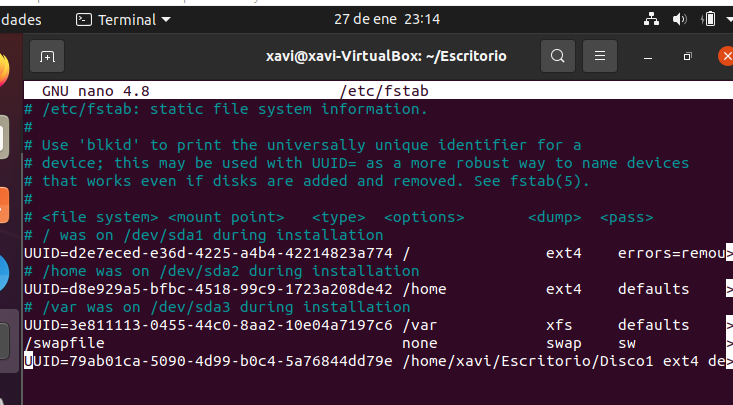 dades Terminal 27 de ene 23:14
xavi@xavi-VirtualBox: ~/Escritorio
GNU nano 4.8 /etc/fstab
# /etc/fstab: static file system information.
#
# Use 'blkid' to print the universally unique identifier for a
# device; this may be used with UUID= as a more robust way to name devices
# that works even if disks are added and removed. See fstab(5).
#
# <file system> <mount point>   <type>  <options>       <dump>  <pass>
# / was on /dev/sda1 during installation
UUID=d2e7eced-e36d-4225-a4b4-42214823a774 /               ext4    errors=remou>
# /home was on /dev/sda2 during installation
UUID=d8e929a5-bfbc-4518-99c9-1723a208de42 /home           ext4    defaults    >
# /var was on /dev/sda3 during installation
UUID=3e811113-0455-44c0-8aa2-10e04a7197c6 /var            xfs     defaults    >
/swapfile                                 none            swap    sw          >
UUID=79ab01ca-5090-4d99-b0c4-5a76844dd79e /home/xavi/Escritorio/Disco1 ext4 de>